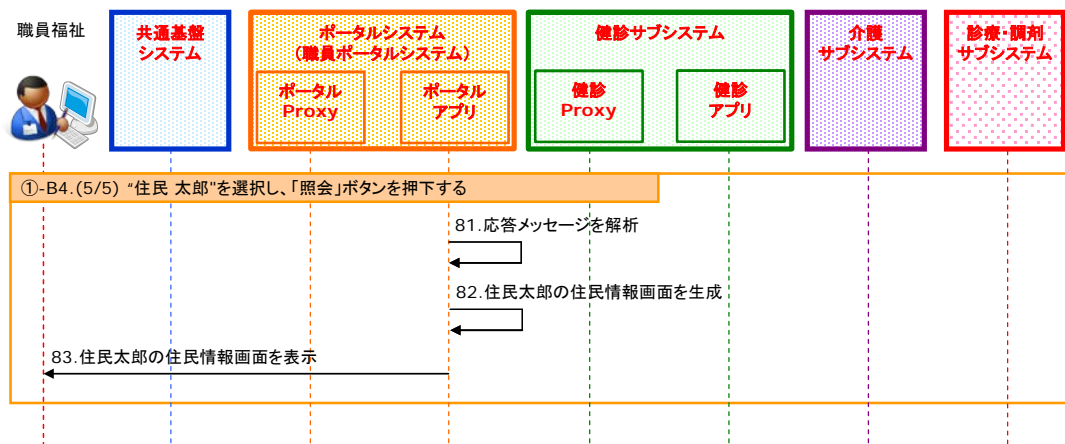 職員福祉
共通基盤
システム
ポータルシステム
(職員ポータルシステム)
ポータル
Proxy
ポータル
アプリ
健診サブシステム
健診
Proxy
健診
アプリ
介護
サブシステム
診療・調剤
サブシステム
①-B4.(5/5) “住民 太郎"を選択し、「照会」ボタンを押下する
81.応答メッセージを解析
82.住民太郎の住民情報画面を生成
83.住民太郎の住民情報画面を表示